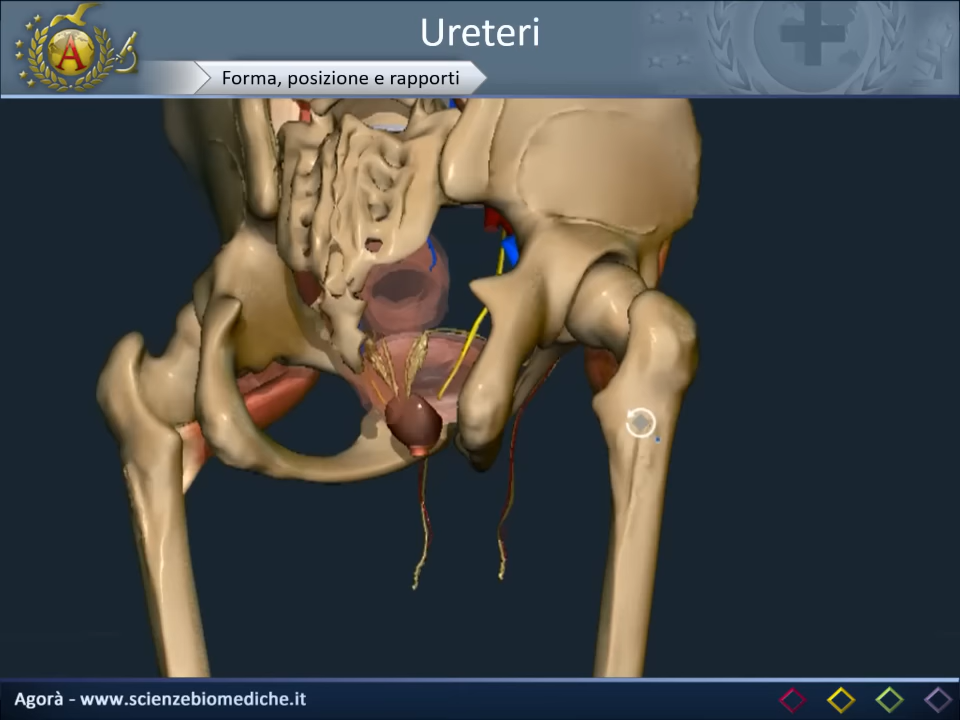 Ureteri
A
Forma, posizione e rapporti
Agorà - www.scienzebiomediche.it